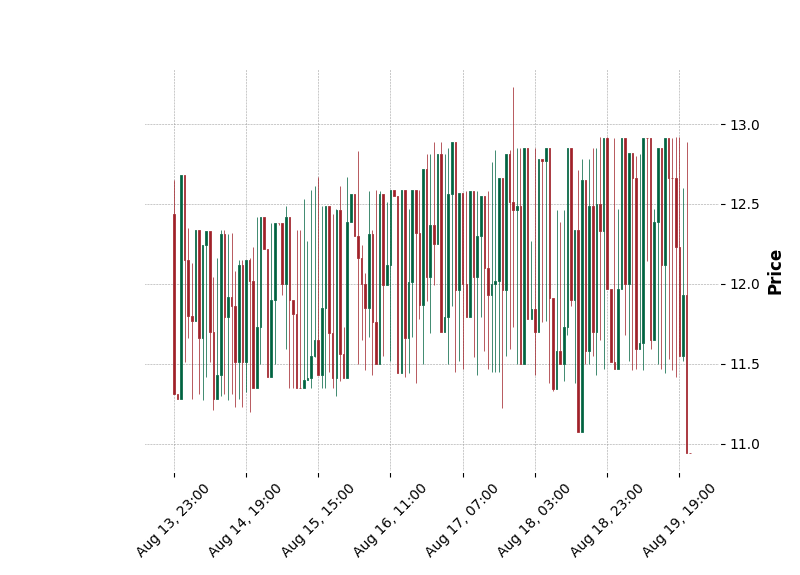 13.0
12.5
12.0
11.5
11.0
Price
Aug 13, 23:00
Aug 14, 19:00
Aug 15, 15:00
Aug 16, 11:00
Aug 17, 07:00
Aug 18, 03:00
Aug 18, 23:00
Aug 19, 19:00